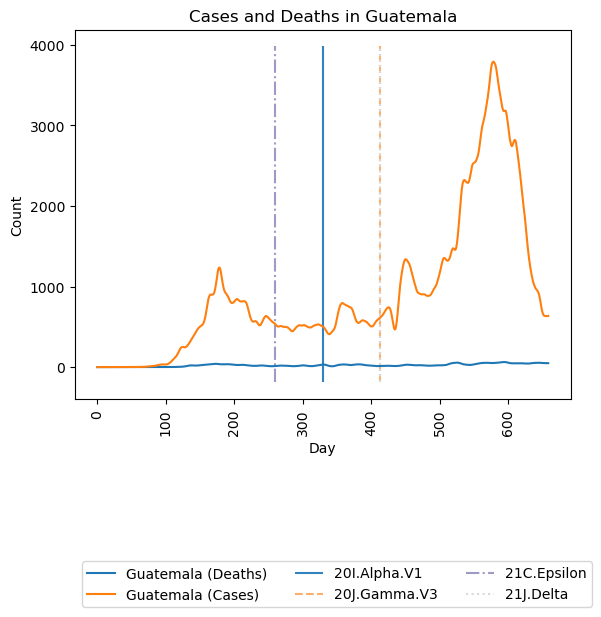 Cases and Deaths in Guatemala
4000
3000
2000
1000
0
Count
0 100 200 300 400 500 600
Day
Guatemala (Deaths) 20I.Alpha.V1 21C.Epsilon
Guatemala (Cases) 20J.Gamma.V3 21J.Delta